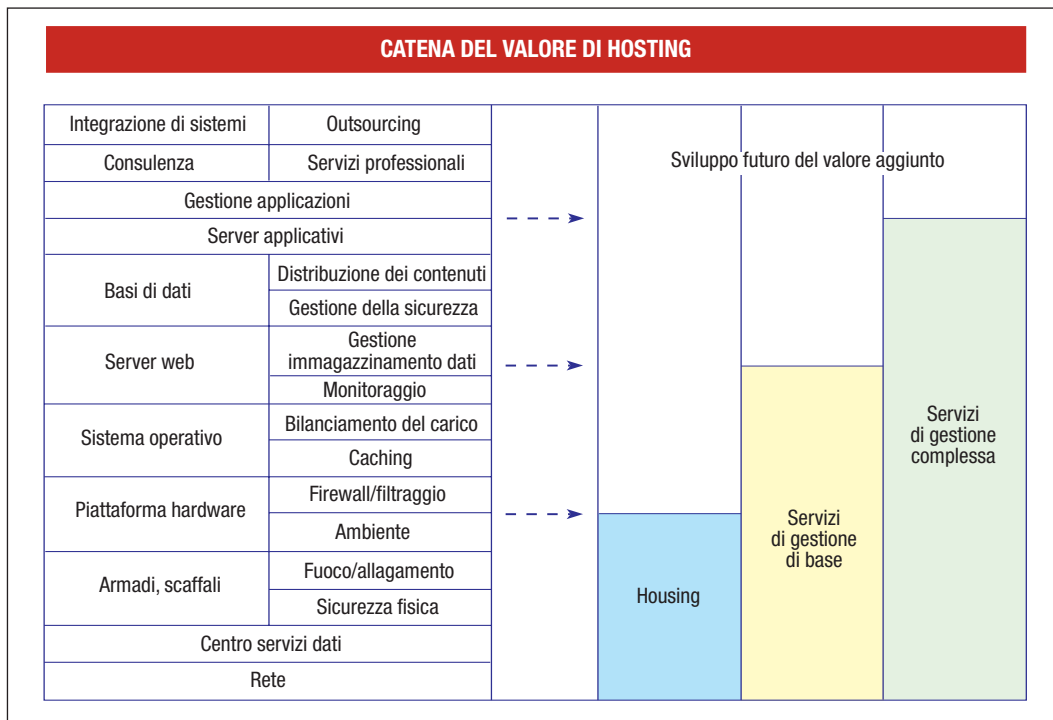 CATENA DEL VALORE DI HOSTING
Integrazione di sistemi
Outsourcing
Consulenza
Servizi professionali
Gestione applicazioni
Server applicativi
Basi di dati
Distribuzione dei contenuti
Gestione della sicurezza
Server web
Gestione
immagazzinamento dati
Monitoraggio
Sistema operativo
Bilanciamento del carico
Caching
Piattaforma hardware
Firewall/filtraggio
Ambiente
Armadi, scaffali
Fuoco/allagamento
Sicurezza fisica
Centro servizi dati
Rete
Sviluppo futuro del valore aggiunto
Housing
Servizi
di gestione
di base
Servizi
di gestione
complessa